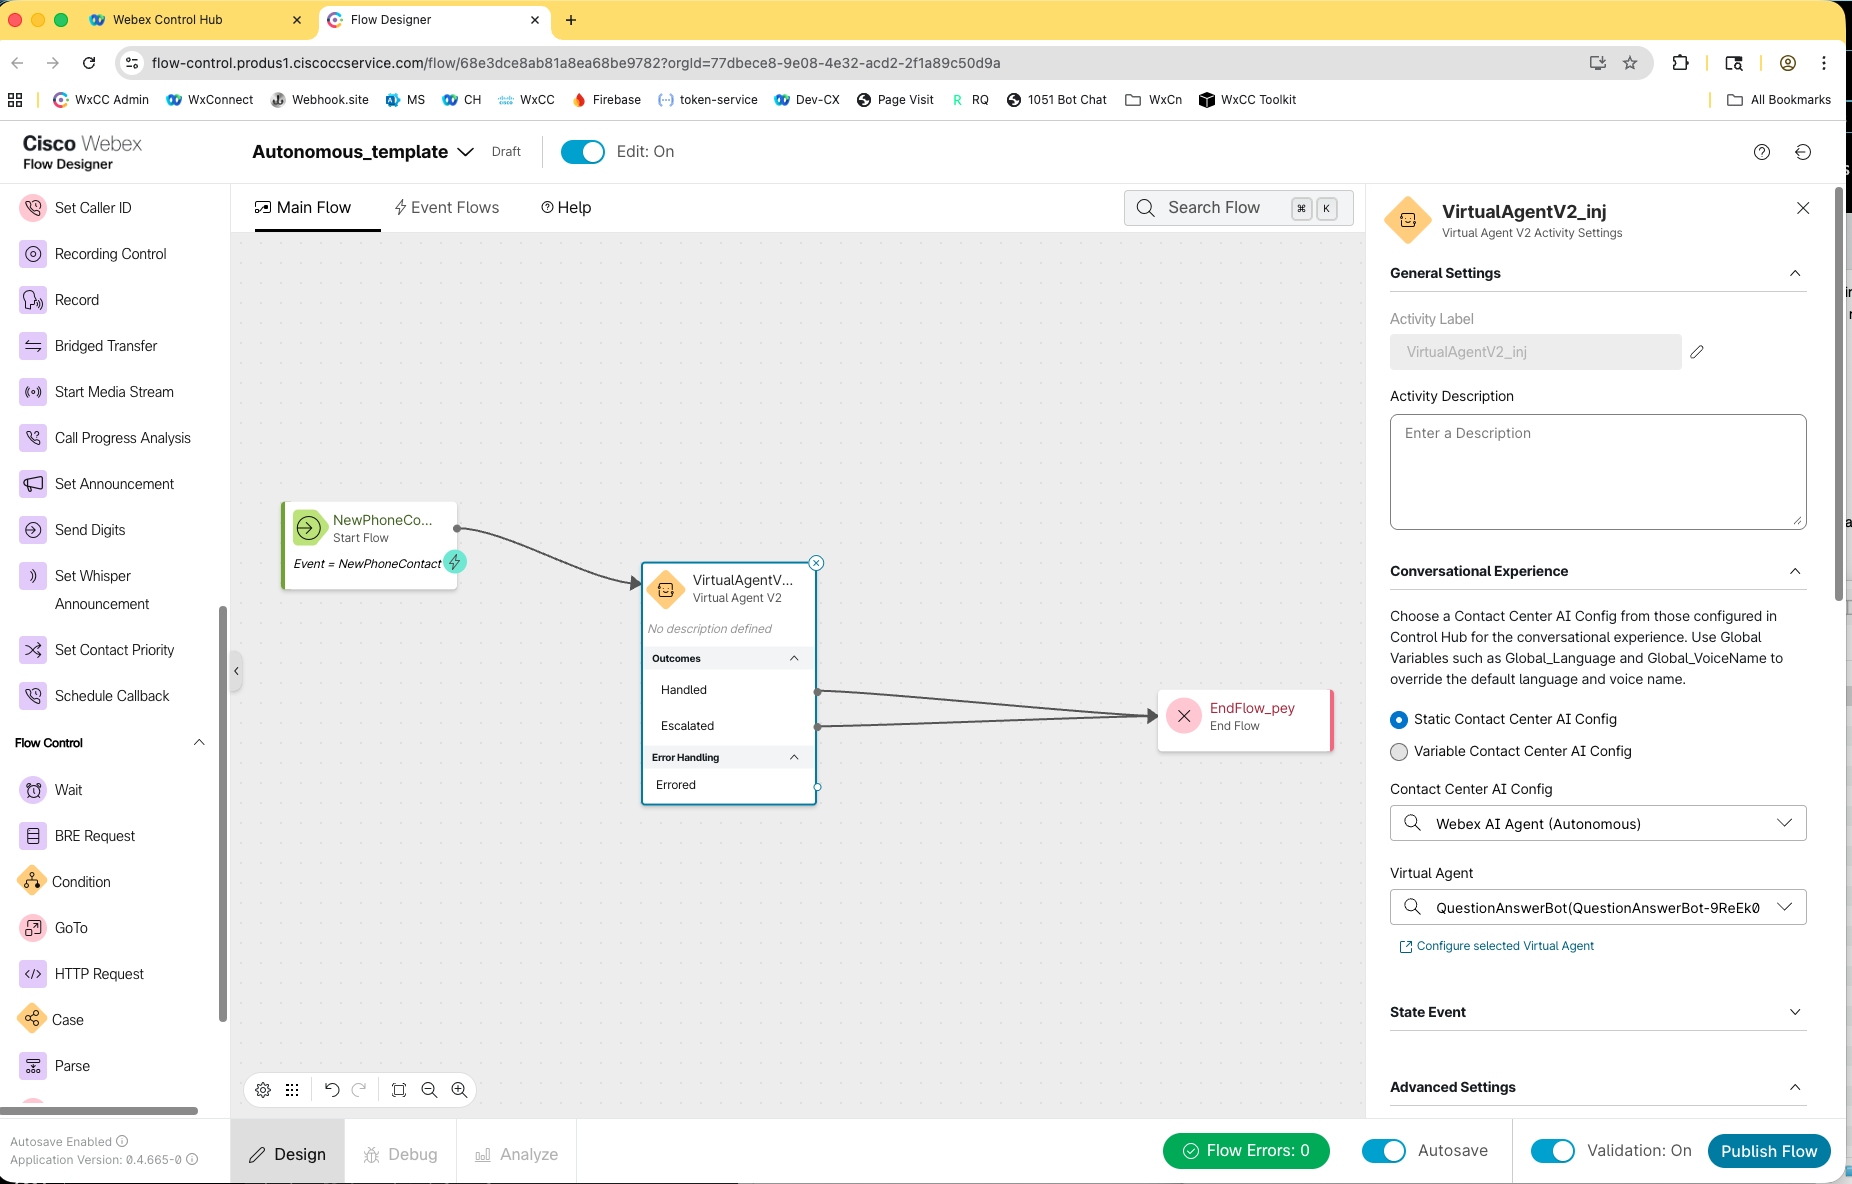 Webex Control Hub
Flow Designer
flow-control.produs1.ciscoccservice.com/flow/68e3dce8ab81a8ea68be9782?orgId=77dbece8-9e08-4e32-acd2-2f1a89c50d9a
WxCC Admin
WxConnect
Webhook.site
MS
CH
WxCC
Firebase
token-service
Dev-CX
Page Visit
R RQ
1051 Bot Chat
WxCn
WxCC Toolkit
All Bookmarks
Cisco Webex
Flow Designer
Autonomous_template
Draft
Edit: On
Set Caller ID
Recording Control
Record
Bridged Transfer
Start Media Stream
Call Progress Analysis
Set Announcement
Send Digits
Set Whisper
Announcement
Set Contact Priority
Schedule Callback
Flow Control
Wait
BRE Request
Condition
GoTo
HTTP Request
Case
Parse
Autosave Enabled
Application Version: 0.4.665-0
Main Flow
Event Flows
Help
Search Flow
⌘ K
NewPhoneCo...
Start Flow
Event = NewPhoneContact
VirtualAgentV...
Virtual Agent V2
No description defined
Outcomes
Handled
Escalated
Error Handling
Errored
EndFlow_pey
End Flow
VirtualAgentV2_inj
Virtual Agent V2 Activity Settings
General Settings
Activity Label
VirtualAgentV2_inj
Activity Description
Enter a Description
Conversational Experience
Choose a Contact Center AI Config from those configured in
Control Hub for the conversational experience. Use Global
Variables such as Global_Language and Global_VoiceName to
override the default language and voice name.
Static Contact Center AI Config
Variable Contact Center AI Config
Contact Center AI Config
Webex AI Agent (Autonomous)
Virtual Agent
QuestionAnswerBot(QuestionAnswerBot-9ReEk0
Configure selected Virtual Agent
State Event
Advanced Settings
Design
Debug
Analyze
Flow Errors: 0
Autosave
Validation: On
Publish Flow